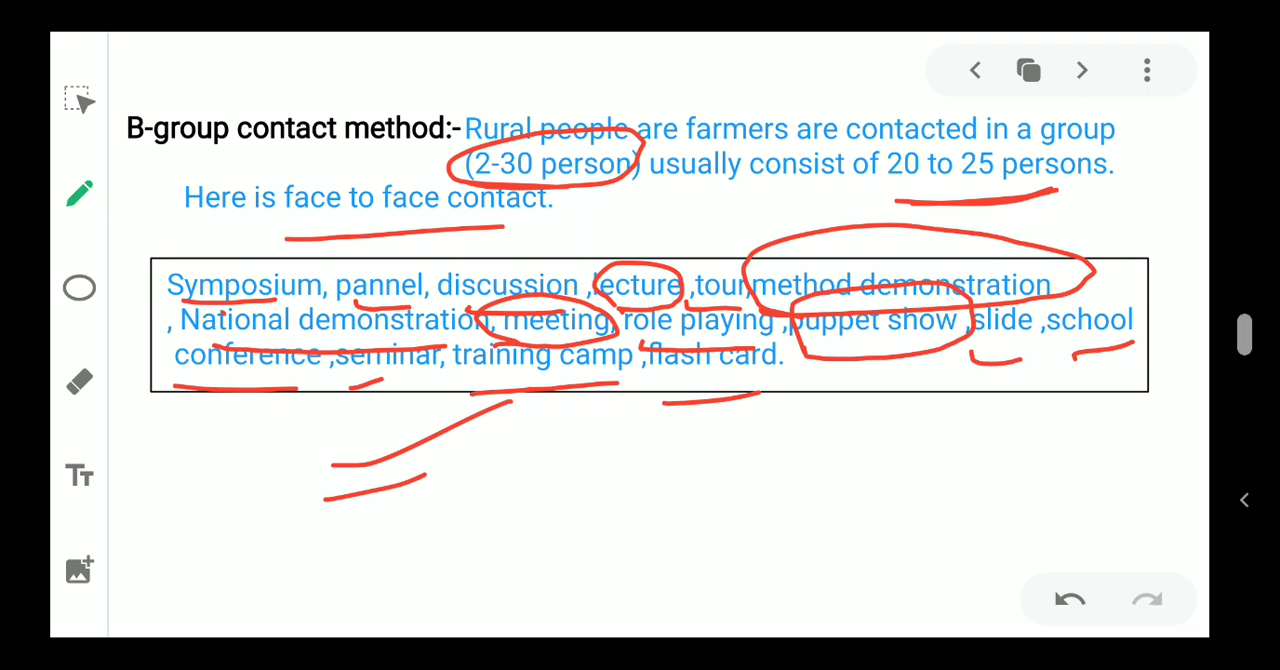 B-group contact method:- Rural people are farmers are contacted in a group
(2-30 person) usually consist of 20 to 25 persons.
Here is face to face contact.
Symposium, pannel, discussion ,lecture ,tour,method demonstration
, National demonstration, meeting, role playing ,puppet show ,slide ,school
conference ,seminar, training camp ,flash card.
Tт